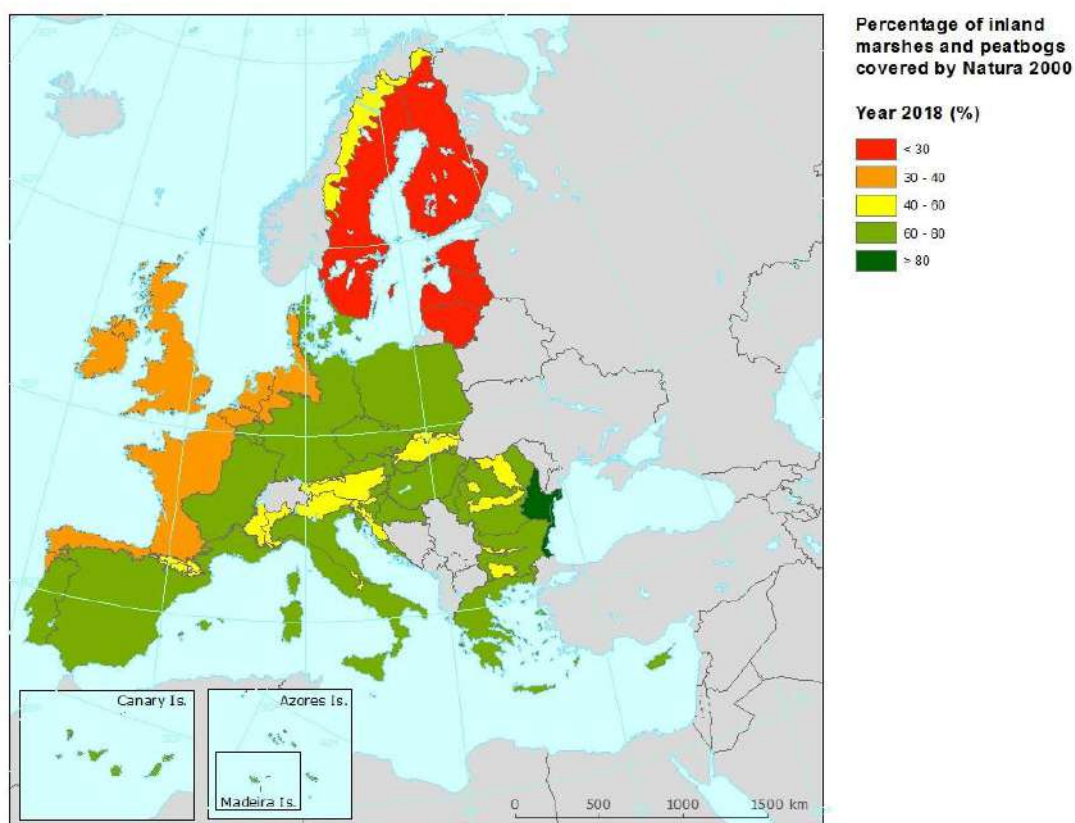 Percentage of inland
marshes and peatbogs
covered by Natura 2000
Year 2018 (%)
< 30
30 - 40
40 - 60
60 - 80
> 80
Canary Is.
Azores Is.
Madeira Is.
0 500 1000 1500 km